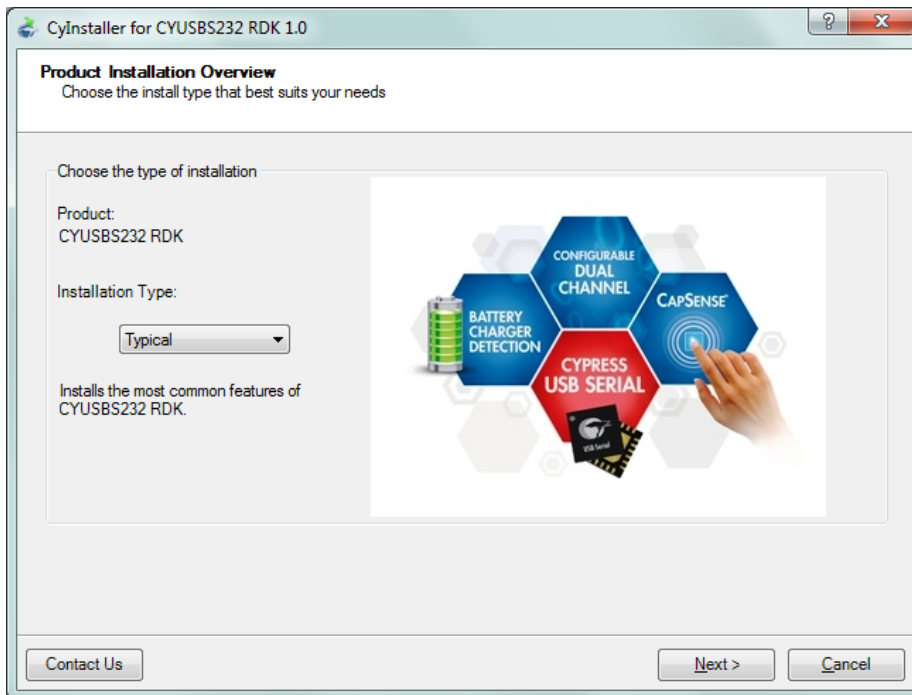 CyInstaller for CYUSBS232 RDK 1.0
?
X
Product Installation Overview
Choose the install type that best suits your needs
Choose the type of installation
Product:
CYUSBS232 RDK
Installation Type:
Typical
Installs the most common features of
CYUSBS232 RDK.
CONFIGURABLE
DUAL
CHANNEL
BATTERY
CHARGER
DETECTION
CAPSENSE®
CYPRESS
USB SERIAL
USB Serial
Contact Us
Next >
Cancel